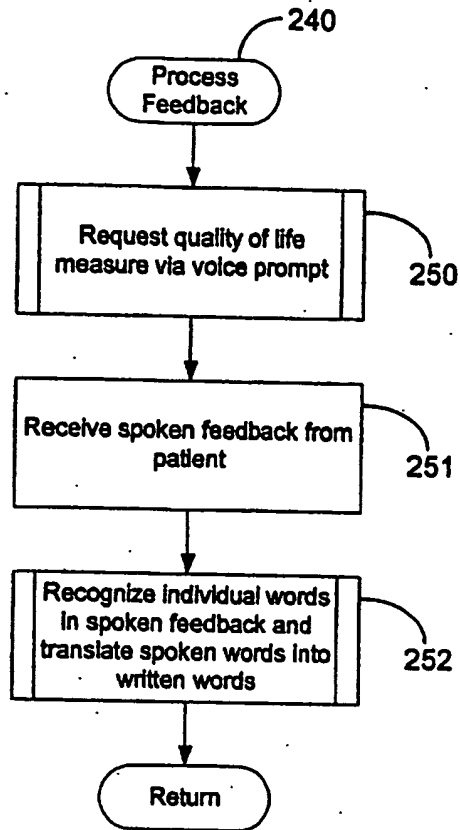 240
Process
Feedback
Request quality of life
measure via voice prompt
250
Receive spoken feedback from
patient
251
Recognize individual words
in spoken feedback and
translate spoken words into
written words
252
Return